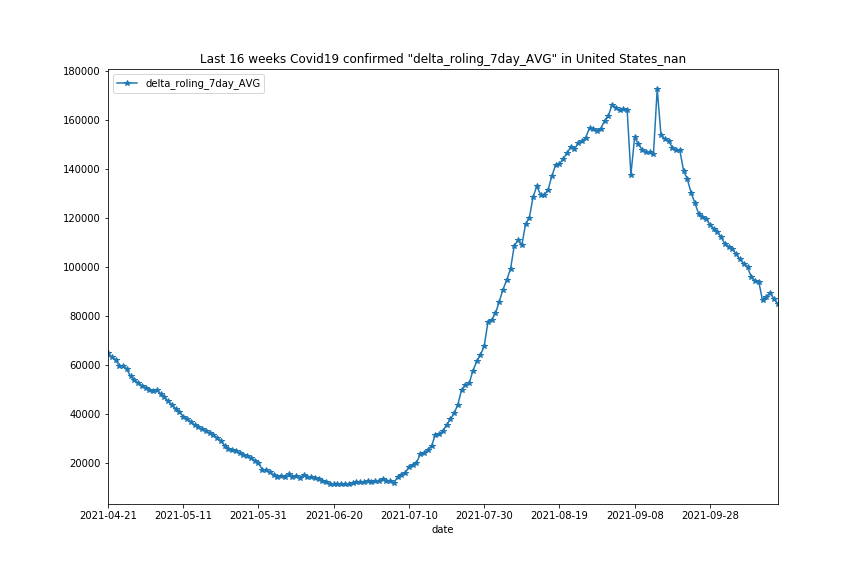 Last 16 weeks Covid19 confirmed "delta_roling_7day_AVG" in United States_nan
delta_roling_7day_AVG
180000
160000
140000
120000
100000
80000
60000
40000
20000
2021-04-21 2021-05-11 2021-05-31 2021-06-20 2021-07-10 2021-07-30 2021-08-19 2021-09-08 2021-09-28
date